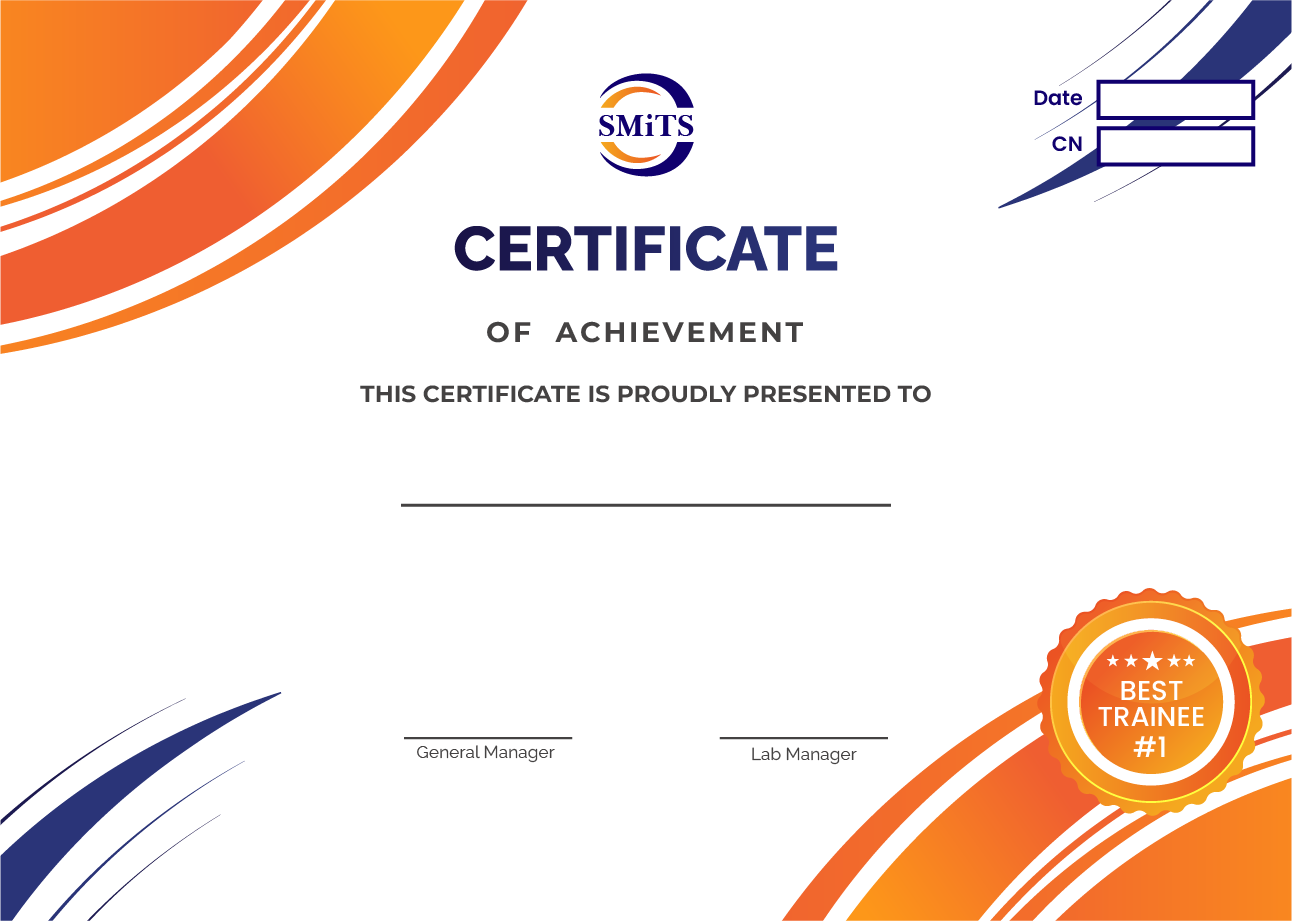 SMiTS
Date
CN
CERTIFICATE
OF ACHIEVEMENT
THIS CERTIFICATE IS PROUDLY PRESENTED TO
BEST
TRAINEE
#1
General Manager
Lab Manager